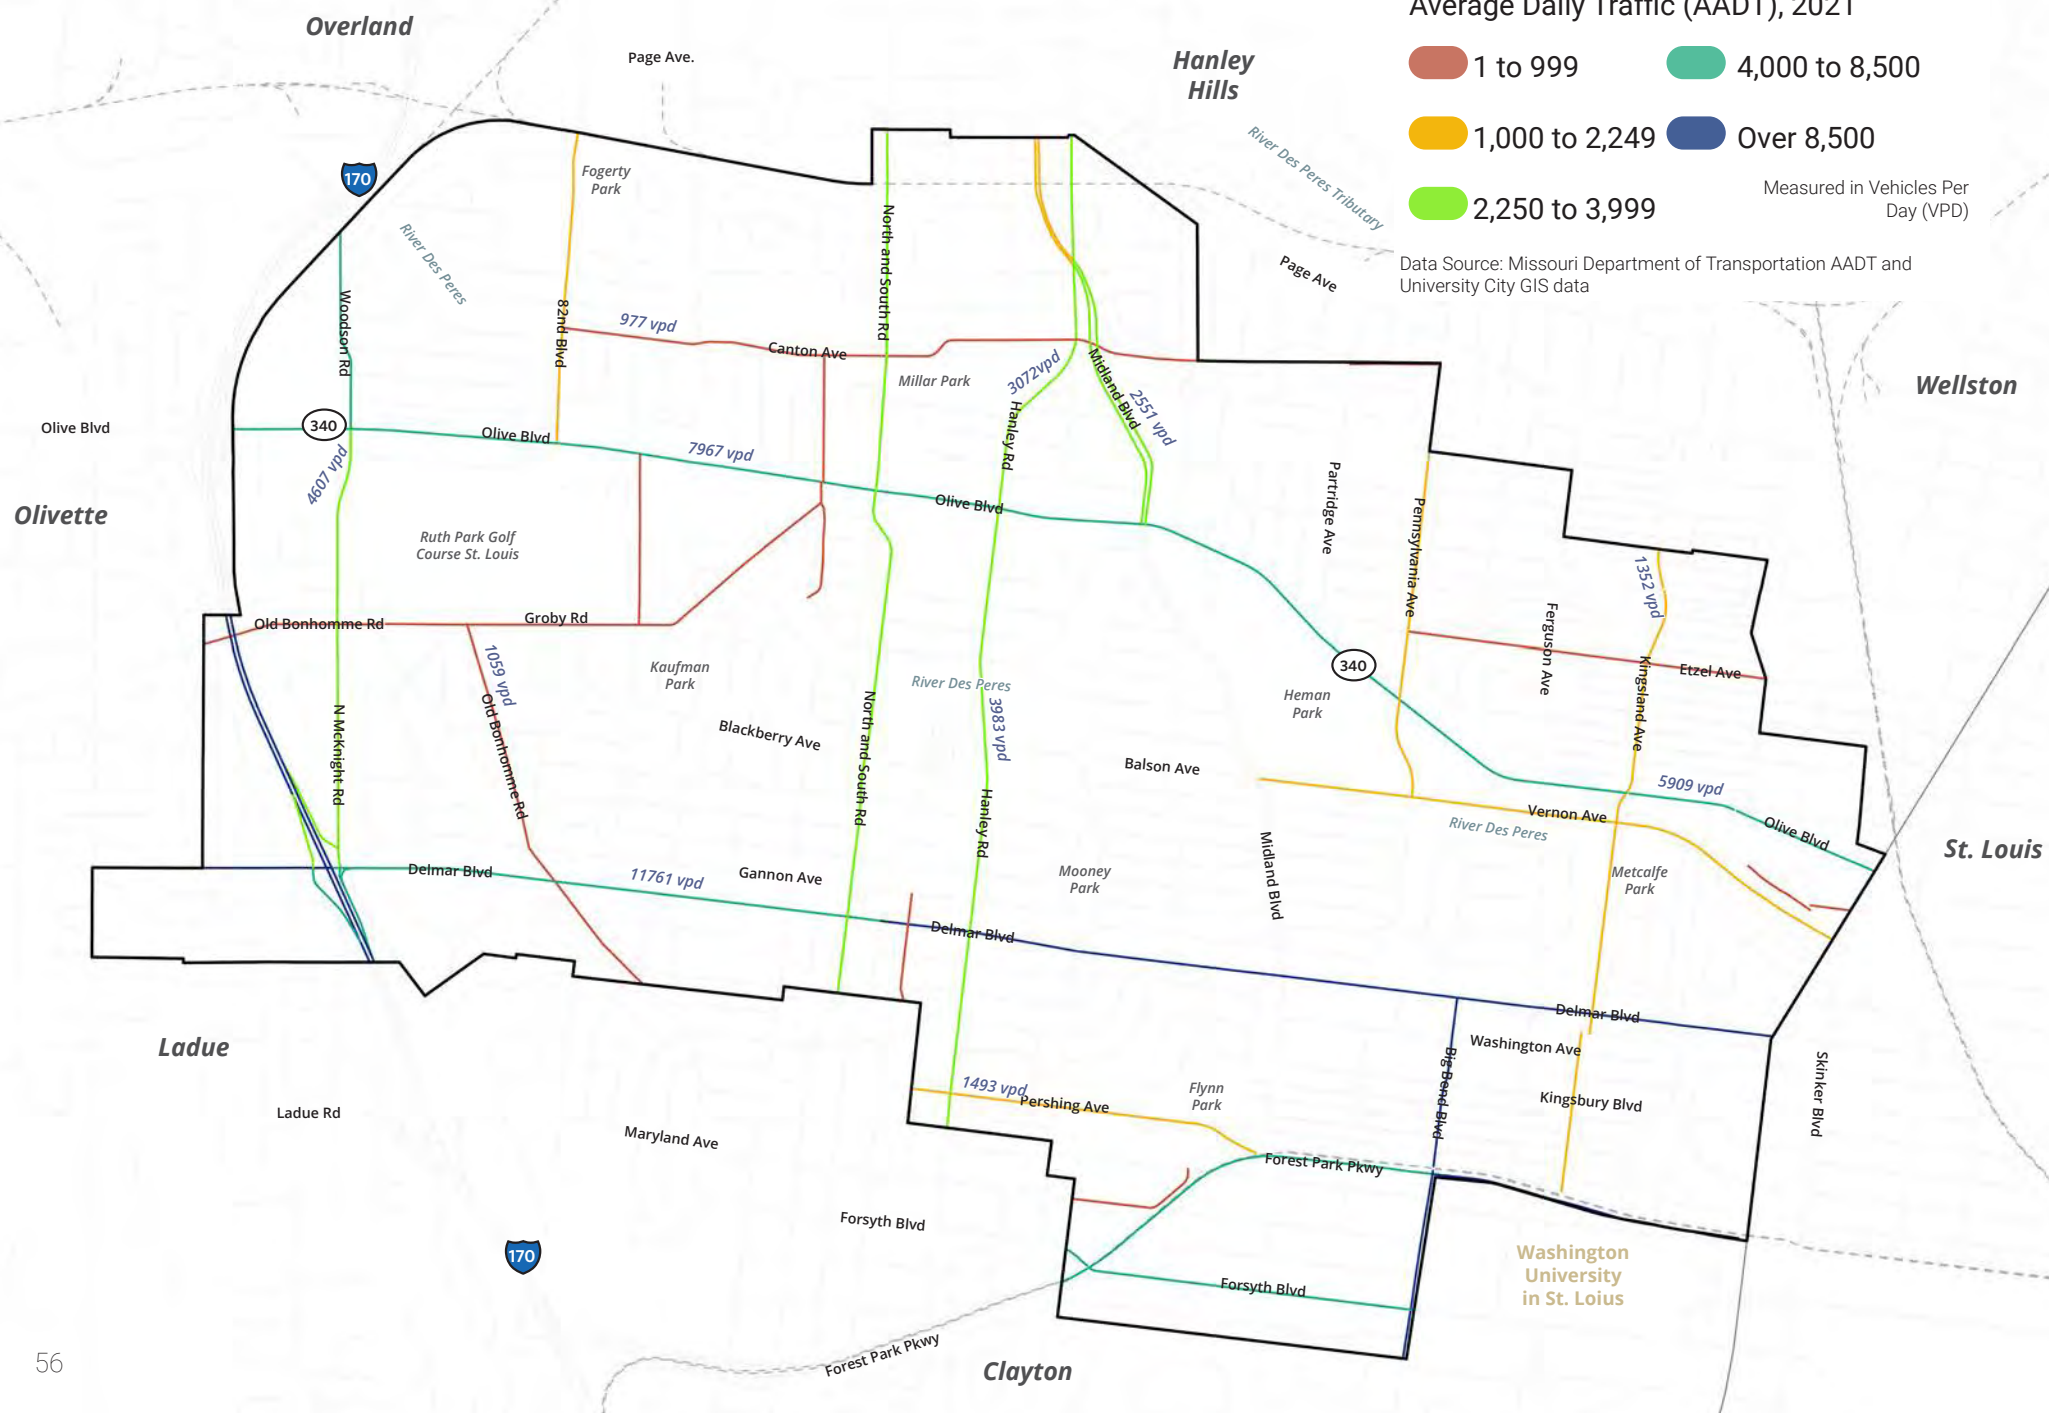 Average Daily Traffic (AADT), 2021
1 to 999
4,000 to 8,500
1,000 to 2,249
Over 8,500
2,250 to 3,999
Measured in Vehicles Per
Day (VPD)
Data Source: Missouri Department of Transportation AADT and
University City GIS data
Overland
Page Ave.
Hanley
Hills
River Des Peres Tributary
Page Ave
170
Fogerty
Park
River Des Peres
Woodson Rd
82nd Blvd
North and South Rd
977 vpd
Canton Ave
Millar Park
3072vpd
Midland Blvd
2551 vpd
Hanley Rd
Wellston
Olive Blvd
340
Olive Blvd
7967 vpd
4607 vpd
Olive Blvd
Olivette
Ruth Park Golf
Course St. Louis
Partridge Ave
Pennsylvania Ave
1352 vpd
Old Bonhomme Rd
Groby Rd
Ferguson Ave
Kingsland Ave
Etzel Ave
340
1059 vpd
Old Bonhomme Rd
Kaufman
Park
River Des Peres
3983 vpd
Heman
Park
N McKnight Rd
Blackberry Ave
North and South Rd
Balson Ave
5909 vpd
Vernon Ave
River Des Peres
Olive Blvd
Hanley Rd
Midland Blvd
St. Louis
Delmar Blvd
11761 vpd
Gannon Ave
Mooney
Park
Metcalfe
Park
Delmar Blvd
Delmar Blvd
Washington Ave
Big Bend Blvd
Skinker Blvd
Ladue
Ladue Rd
1493 vpd
Pershing Ave
Flynn
Park
Kingsbury Blvd
Maryland Ave
Forest Park Pkwy
Forsyth Blvd
170
Washington
University
in St. Loius
Forsyth Blvd
Forest Park Pkwy
Clayton
56